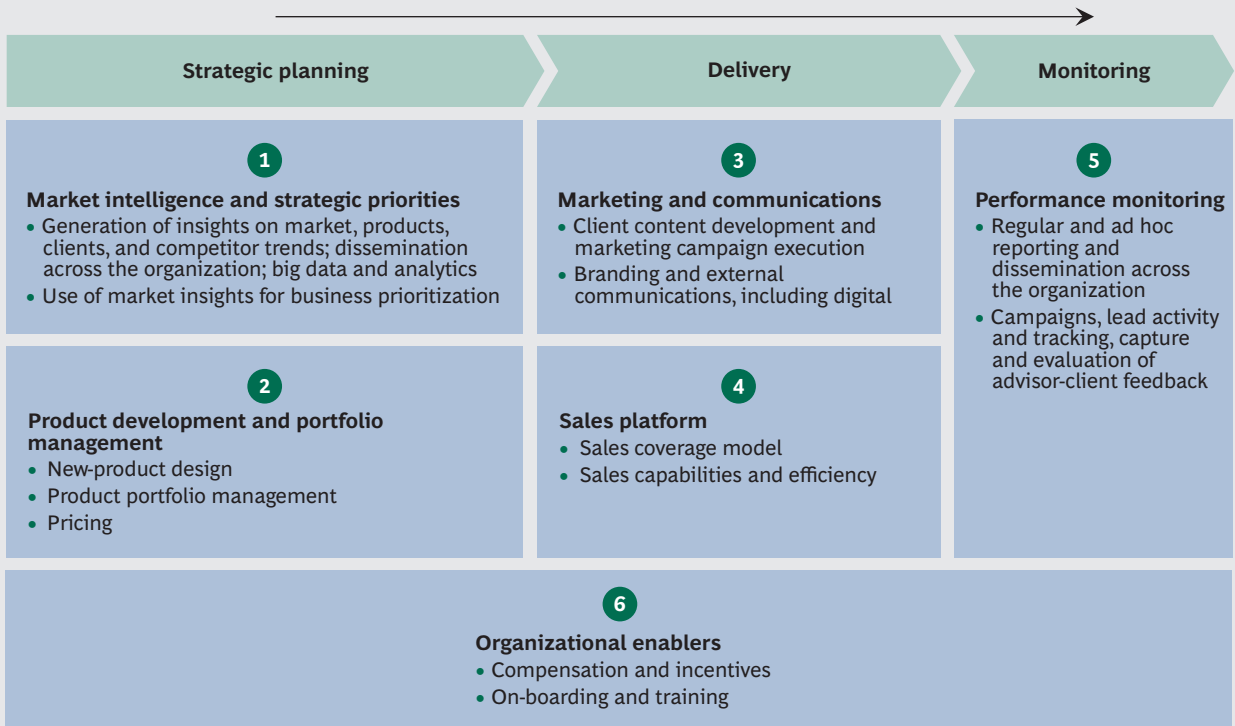 Strategic planning
Delivery
Monitoring
1
Market intelligence and strategic priorities
• Generation of insights on market, products,
clients, and competitor trends; dissemination
across the organization; big data and analytics
• Use of market insights for business prioritization
2
Product development and portfolio
management
• New-product design
• Product portfolio management
• Pricing
3
Marketing and communications
• Client content development and
marketing campaign execution
• Branding and external
communications, including digital
4
Sales platform
• Sales coverage model
• Sales capabilities and efficiency
5
Performance monitoring
• Regular and ad hoc
reporting and
dissemination across
the organization
• Campaigns, lead activity
and tracking, capture
and evaluation of
advisor-client feedback
6
Organizational enablers
• Compensation and incentives
• On-boarding and training